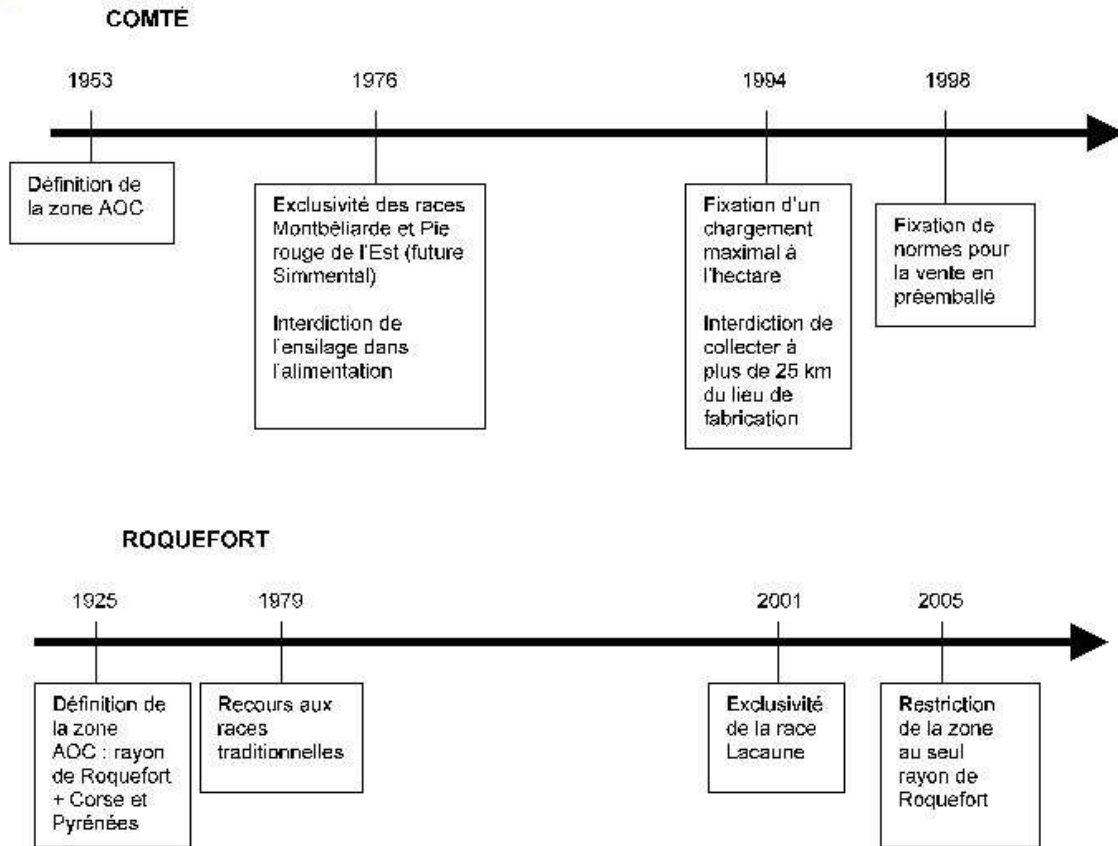 COMTÉ
1953
1976
1994
1998
Définition de
la zone AOC
Exclusivité des races
Montbéliarde et Pie
rouge de l'Est (future
Simmental)
Interdiction de
l'ensilage dans
l'alimentation
Fixation d'un
chargement
maximal à
l'hectare
Interdiction de
collecter à
plus de 25 km
du lieu de
fabrication
Fixation de
normes pour
la vente en
préemballé
ROQUEFORT
1925
1979
2001
2005
Définition de
la zone
AOC : rayon
de Roquefort
+ Corse et
Pyrénées
Recours aux
races
traditionnelles
Exclusivité
de la race
Lacaune
Restriction
de la zone
au seul
rayon de
Roquefort